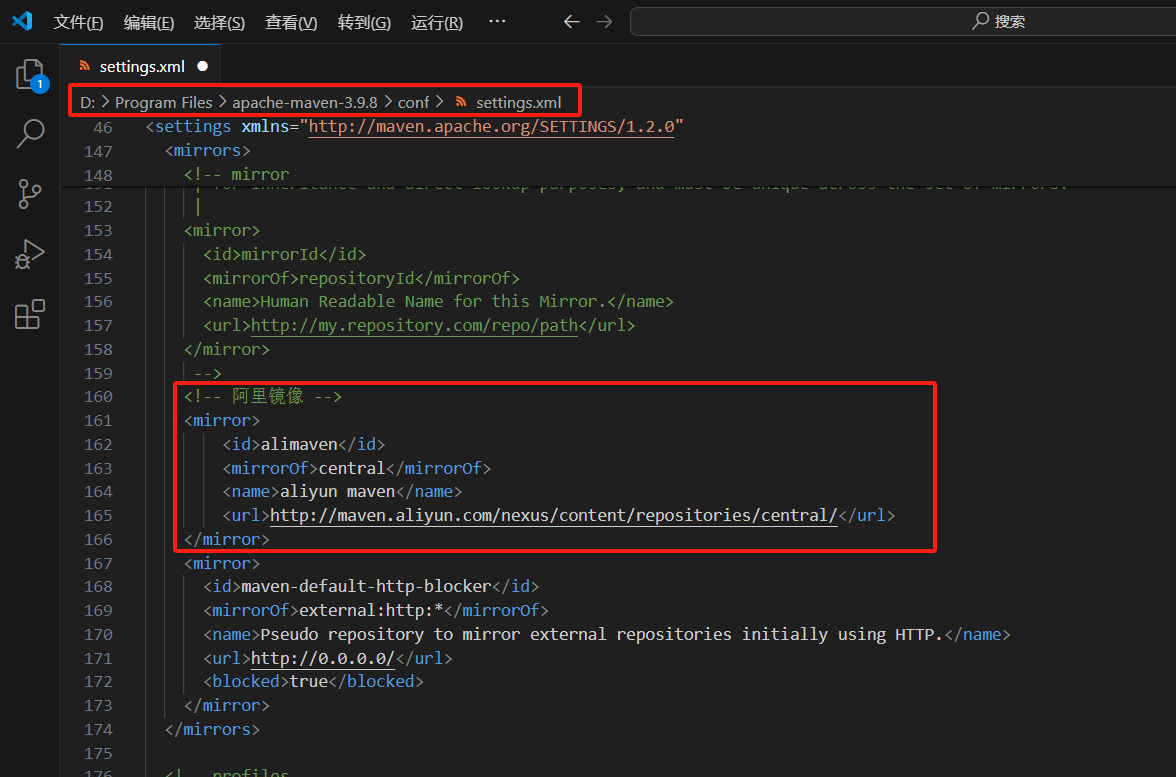 文件(F) 编辑(E) 选择(S) 查看(V) 转到(G) 运行(R) ··· 搜索
1
settings.xml
D: > Program Files > apache-maven-3.9.8 > conf > settings.xml
46 <settings xmlns="http://maven.apache.org/SETTINGS/1.2.0"
147 <mirrors>
148 <!-- mirror
151 | for inheritance and direct lookup purposes, and must be unique across the set of mirrors.
152 |
153 <mirror>
154 <id>mirrorId</id>
155 <mirrorOf>repositoryId</mirrorOf>
156 <name>Human Readable Name for this Mirror.</name>
157 <url>http://my.repository.com/repo/path</url>
158 </mirror>
159 -->
160 <!-- 阿里镜像 -->
161 <mirror>
162 <id>alimaven</id>
163 <mirrorOf>central</mirrorOf>
164 <name>aliyun maven</name>
165 <url>http://maven.aliyun.com/nexus/content/repositories/central/</url>
166 </mirror>
167 <mirror>
168 <id>maven-default-http-blocker</id>
169 <mirrorOf>external:http:*</mirrorOf>
170 <name>Pseudo repository to mirror external repositories initially using HTTP.</name>
171 <url>http://0.0.0.0/</url>
172 <blocked>true</blocked>
173 </mirror>
174 </mirrors>
175
176 <!-- profiles